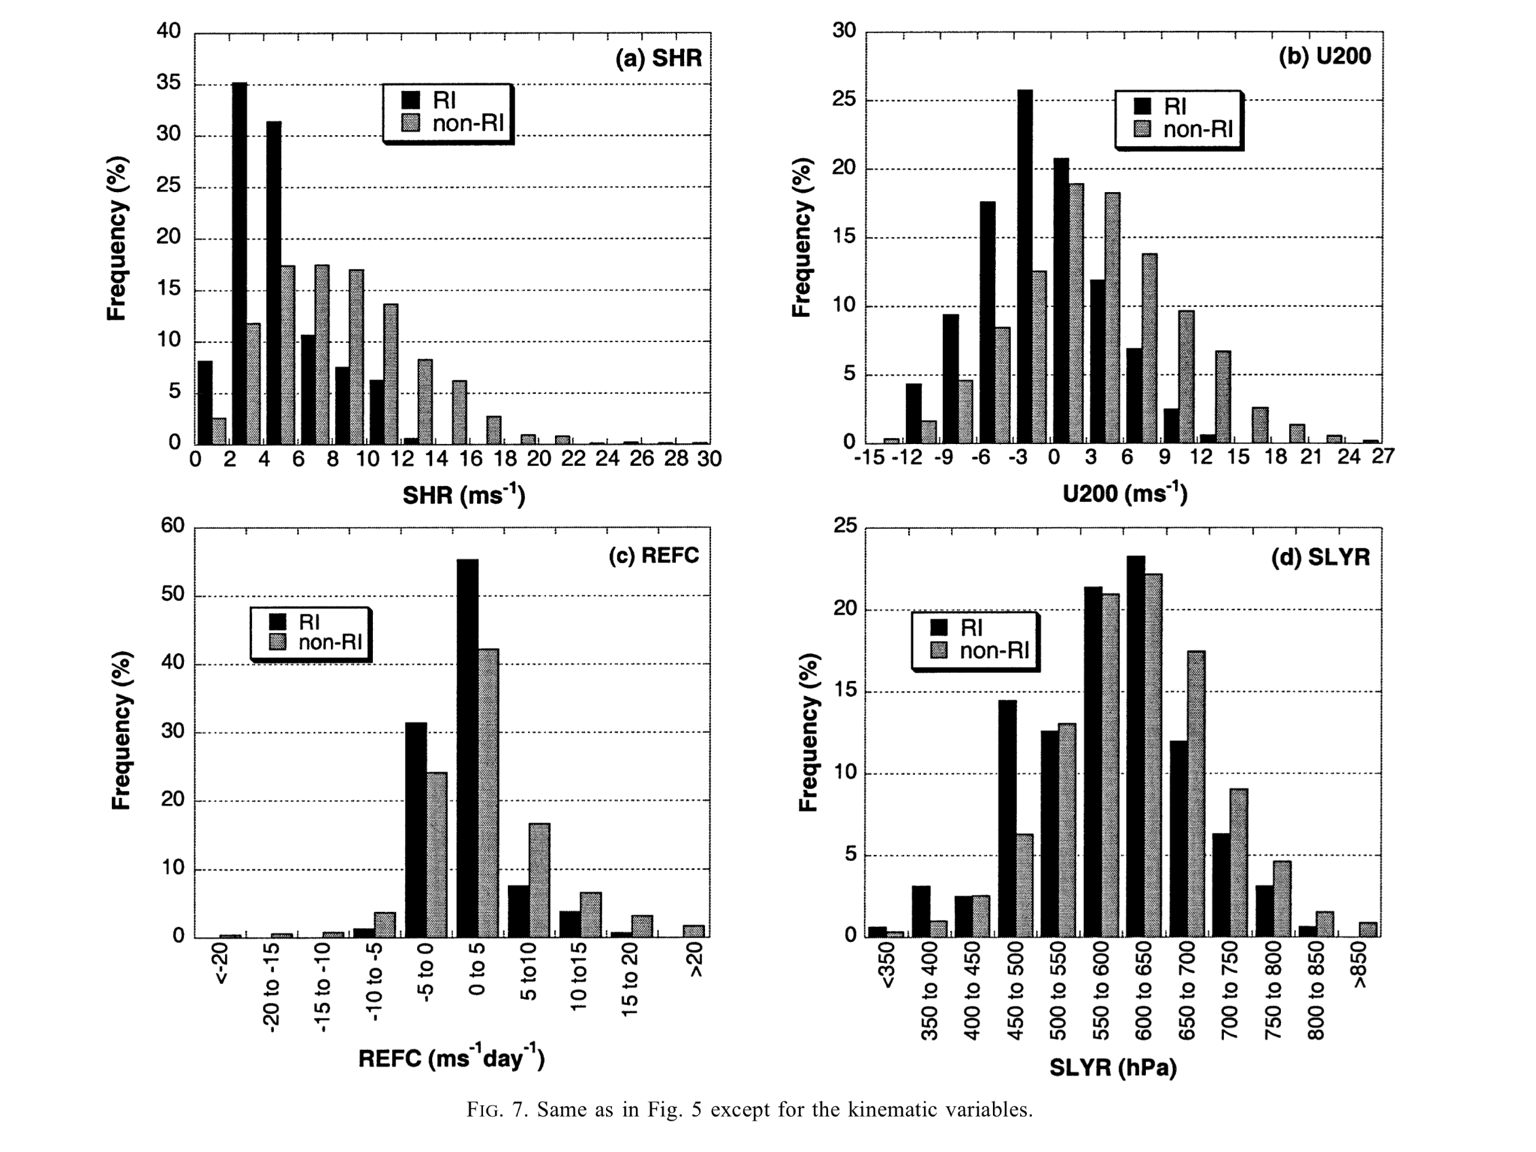 (a) SHR
RI
non-RI
Frequency (%)
40
35
30
25
20
15
10
5
0
0 2 4 6 8 10 12 14 16 18 20 22 24 26 28 30
SHR (ms-1)
(b) U200
RI
non-RI
Frequency (%)
30
25
20
15
10
5
0
-15 -12 -9 -6 -3 0 3 6 9 12 15 18 21 24 27
U200 (ms-1)
(c) REFC
RI
non-RI
Frequency (%)
60
50
40
30
20
10
0
<-20
-20 to -15
-15 to -10
-10 to -5
-5 to 0
0 to 5
5 to10
10 to15
15 to 20
>20
REFC (ms-1day-1)
(d) SLYR
RI
non-RI
Frequency (%)
25
20
15
10
5
0
<350
350 to 400
400 to 450
450 to 500
500 to 550
550 to 600
600 to 650
650 to 700
700 to 750
750 to 800
800 to 850
>850
SLYR (hPa)
FIG. 7. Same as in Fig. 5 except for the kinematic variables.